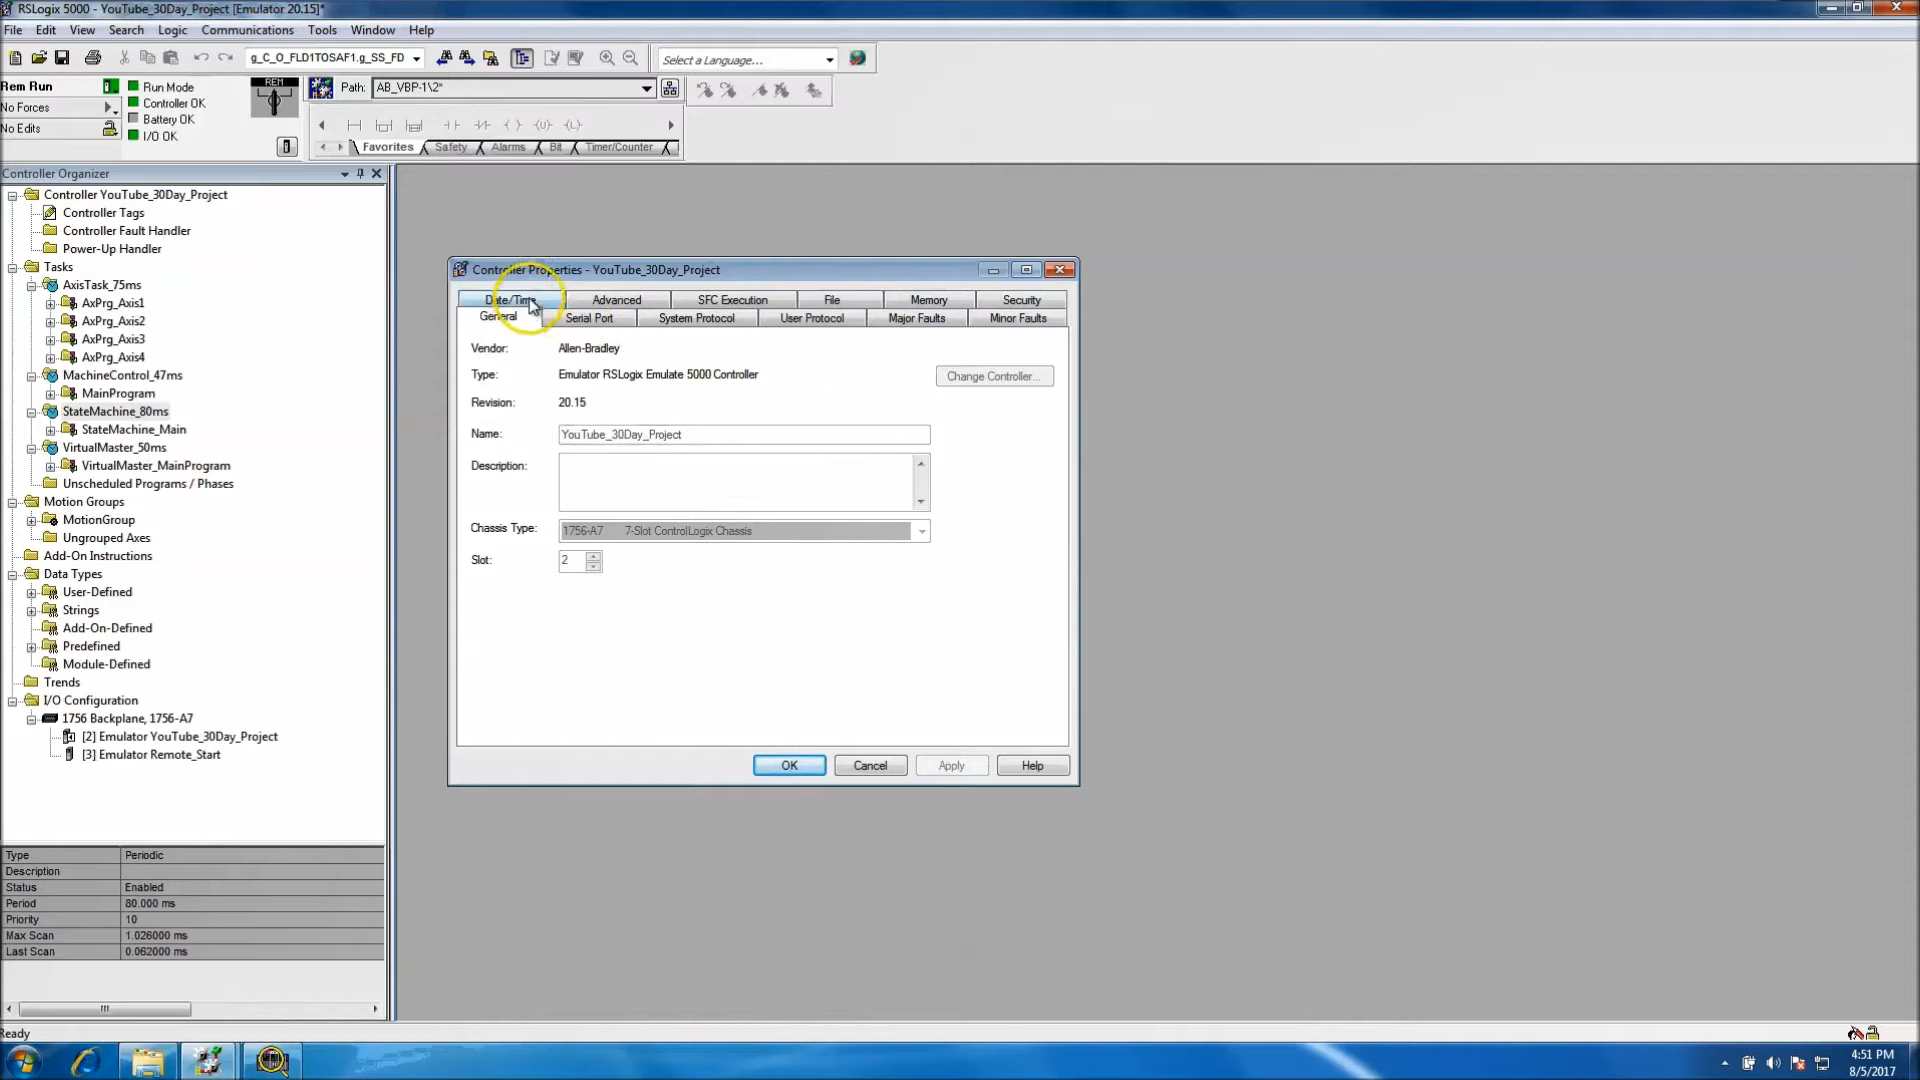 RSLogix 5000 - YouTube_30Day_Project [Emulator 20.15]*
File Edit View Search Logic Communications Tools Window Help
g_C_O_FLD1TOSAF1.g_SS_FD
Select a Language...
Rem Run
Run Mode
REM
Path: AB_VBP-1\2*
No Forces
Controller OK
No Edits
Battery OK
I/O OK
Favorites Safety Alarms Bit Timer/Counter
Controller Organizer
Controller YouTube_30Day_Project
Controller Tags
Controller Fault Handler
Power-Up Handler
Tasks
AxisTask_75ms
AxPrg_Axis1
AxPrg_Axis2
AxPrg_Axis3
AxPrg_Axis4
MachineControl_47ms
MainProgram
StateMachine_80ms
StateMachine_Main
VirtualMaster_50ms
VirtualMaster_MainProgram
Unscheduled Programs / Phases
Motion Groups
MotionGroup
Ungrouped Axes
Add-On Instructions
Data Types
User-Defined
Strings
Add-On-Defined
Predefined
Module-Defined
Trends
I/O Configuration
1756 Backplane, 1756-A7
[2] Emulator YouTube_30Day_Project
[3] Emulator Remote_Start
Type Periodic
Description
Status Enabled
Period 80.000 ms
Priority 10
Max Scan 1.026000 ms
Last Scan 0.062000 ms
Controller Properties - YouTube_30Day_Project
Date/Time Advanced SFC Execution File Memory Security
General Serial Port System Protocol User Protocol Major Faults Minor Faults
Vendor: Allen-Bradley
Type: Emulator RSLogix Emulate 5000 Controller
Change Controller...
Revision: 20.15
Name: YouTube_30Day_Project
Description:
Chassis Type: 1756-A7 7-Slot ControlLogix Chassis
Slot: 2
OK Cancel Apply Help
Ready
4:51 PM
8/5/2017